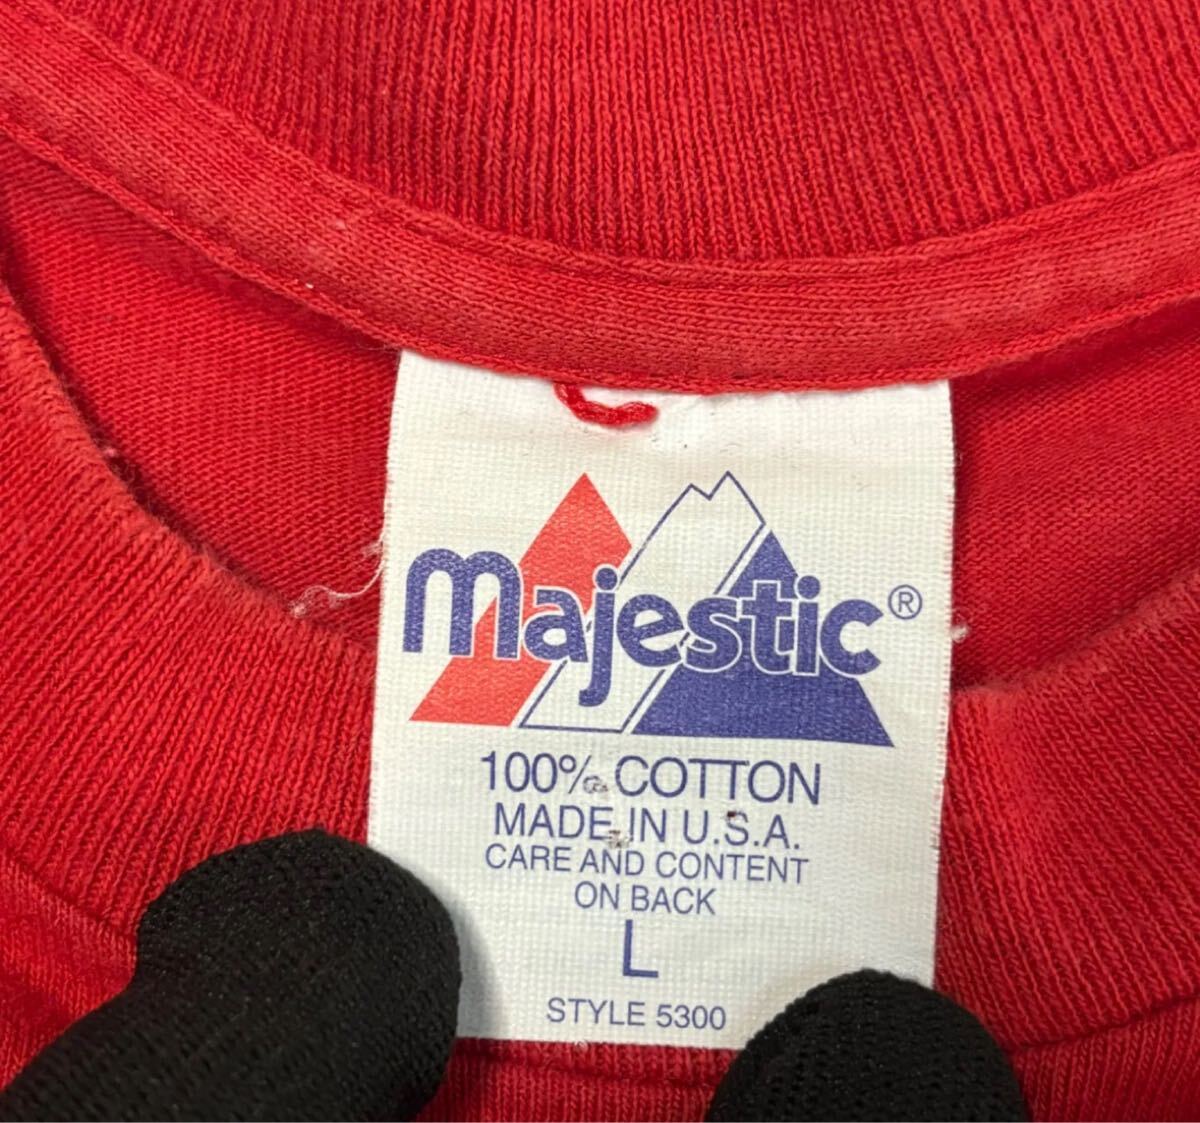 majestic®
100% COTTON
MADE IN U.S.A.
CARE AND CONTENT
ON BACK
L
STYLE 5300